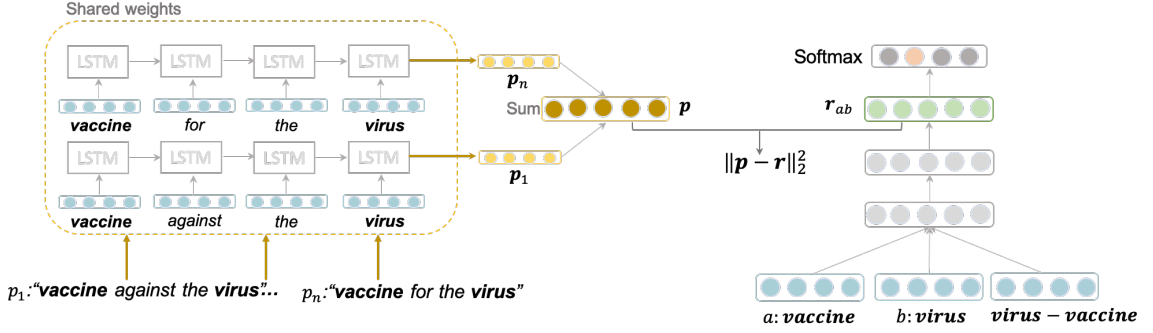 Shared weights
LSTM LSTM LSTM LSTM
vaccine for the virus
LSTM LSTM LSTM LSTM
vaccine against the virus
p₁:“vaccine against the virus”... pₙ:“vaccine for the virus”
pₙ
Sum p
p₁
‖p − r‖₂²
Softmax
r_ab
a: vaccine b: virus virus − vaccine